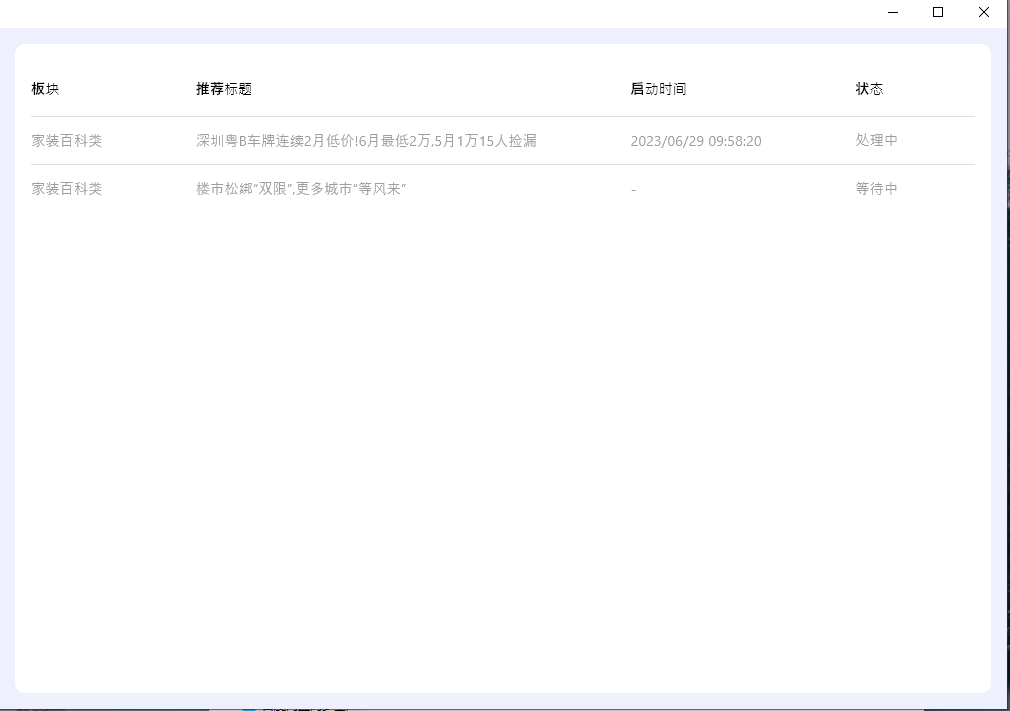 板块 推荐标题 启动时间 状态
家装百科类 深圳粤B车牌连续2月低价!6月最低2万,5月1万15人捡漏 2023/06/29 09:58:20 处理中
家装百科类 楼市松绑“双限”,更多城市“等风来” - 等待中